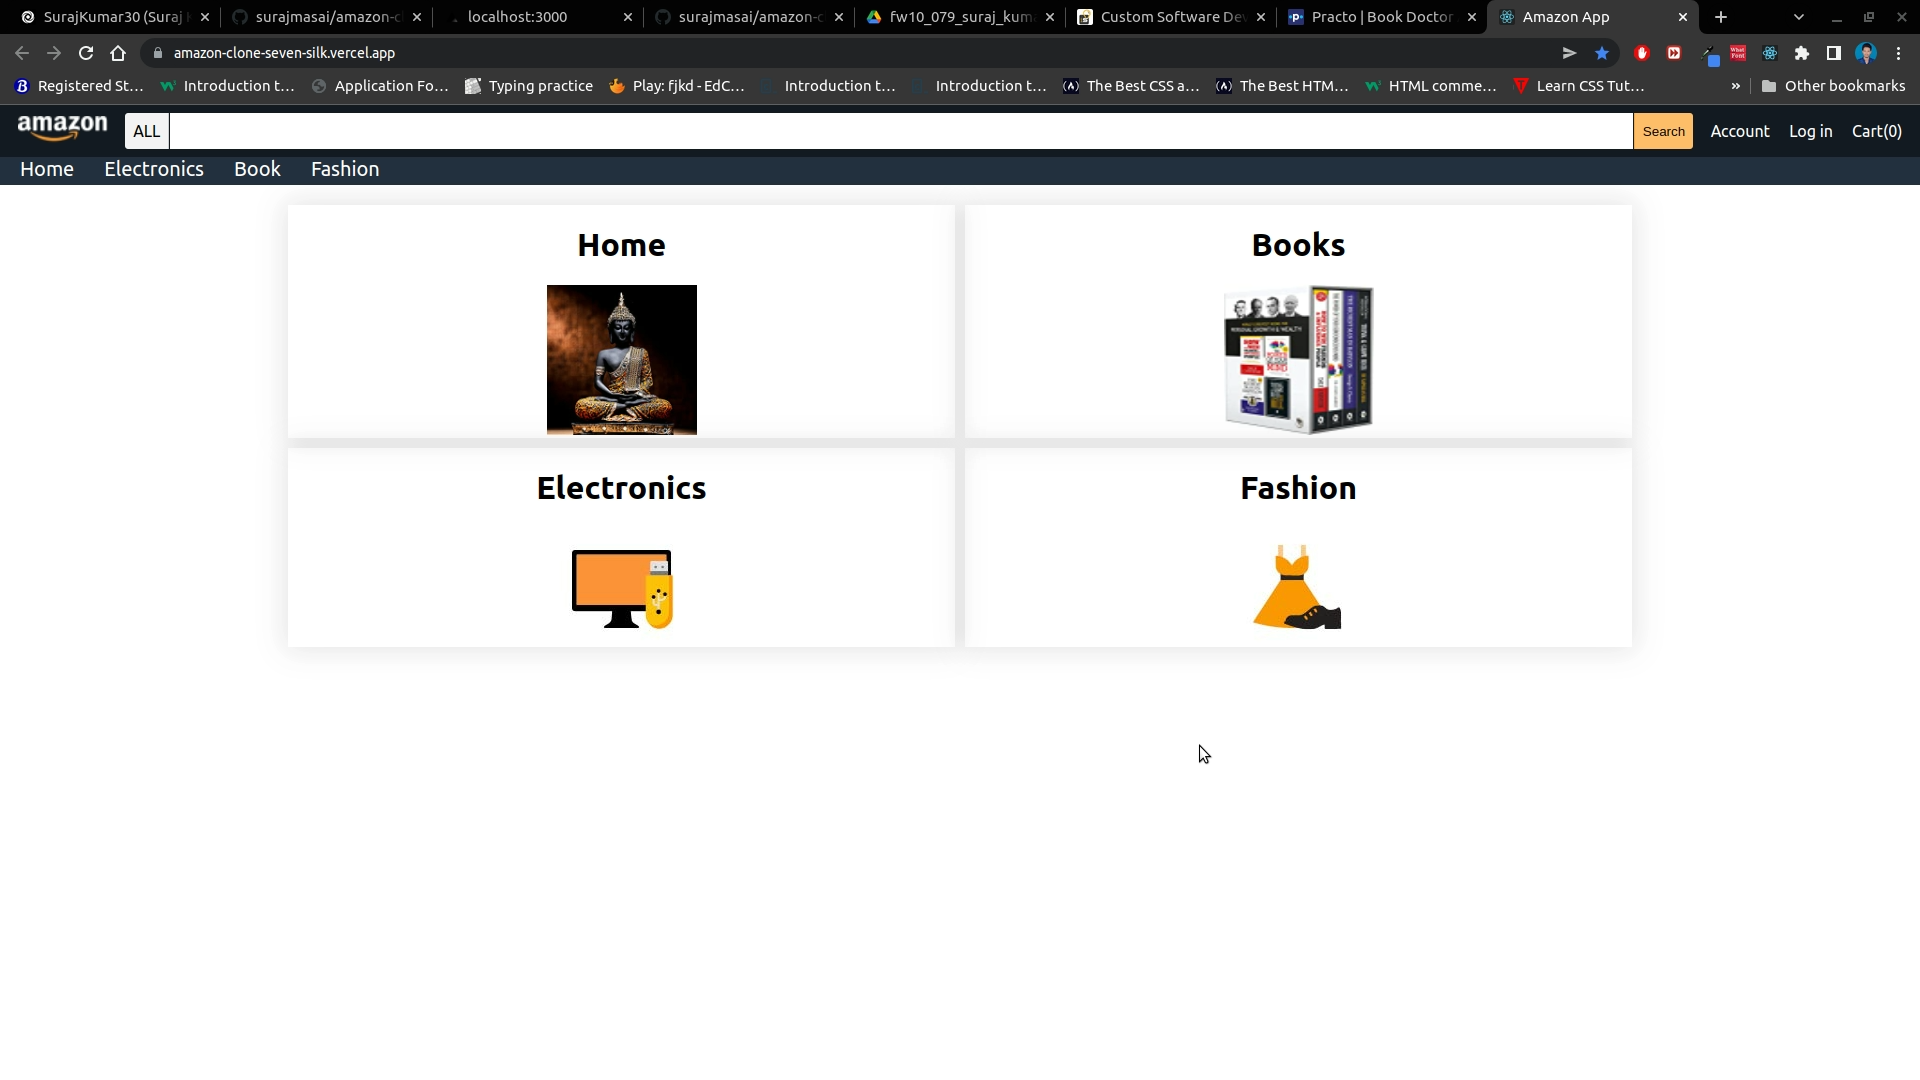 SurajKumar30 (Suraj
surajmasai/amazon-c
localhost:3000
surajmasai/amazon-c
fw10_079_suraj_kum
Custom Software De
Practo | Book Doctor
Amazon App
amazon-clone-seven-silk.vercel.app
Registered St...
Introduction t...
Application Fo...
Typing practice
Play: fjkd - EdC...
Introduction t...
Introduction t...
The Best CSS a...
The Best HTM...
HTML comme...
Learn CSS Tut...
»
Other bookmarks
amazon
ALL
Search
Account
Log in
Cart(0)
Home
Electronics
Book
Fashion
Home
Books
PERSONAL GROWTH & WEALTH
Electronics
Fashion